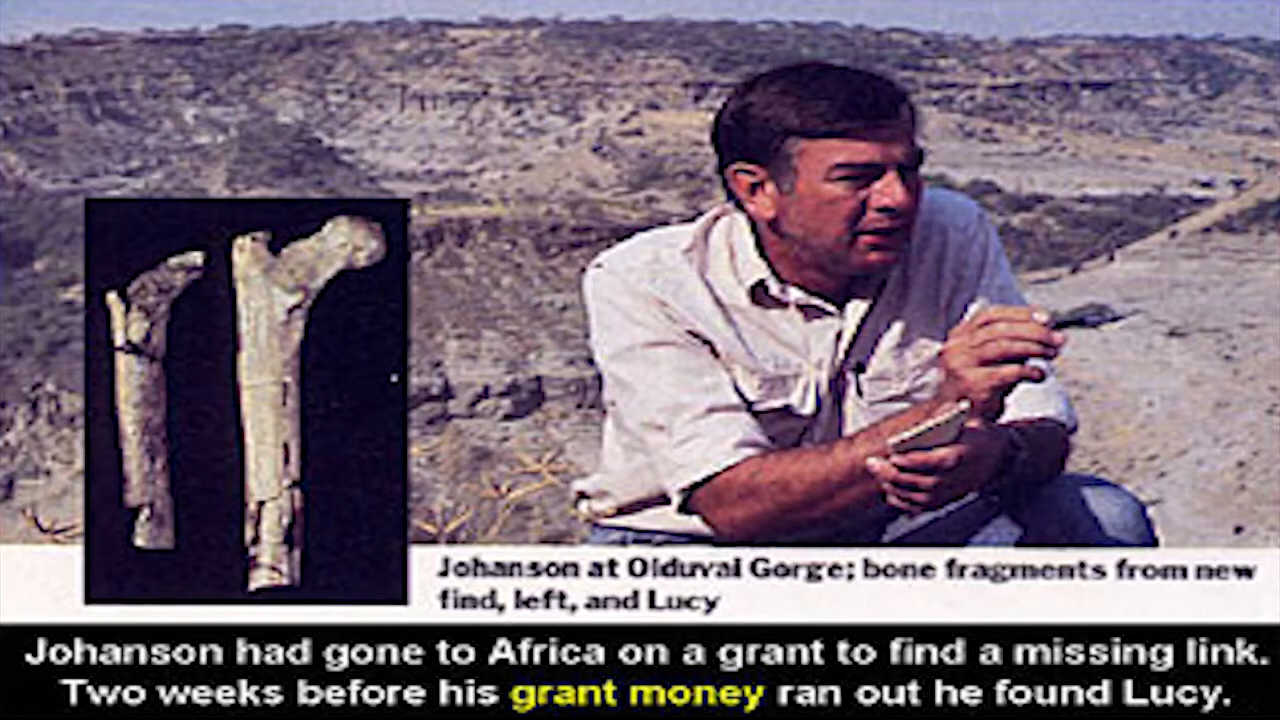 Johanson at Olduvai Gorge; bone fragments from new
find, left, and Lucy
Johanson had gone to Africa on a grant to find a missing link.
Two weeks before his grant money ran out he found Lucy.